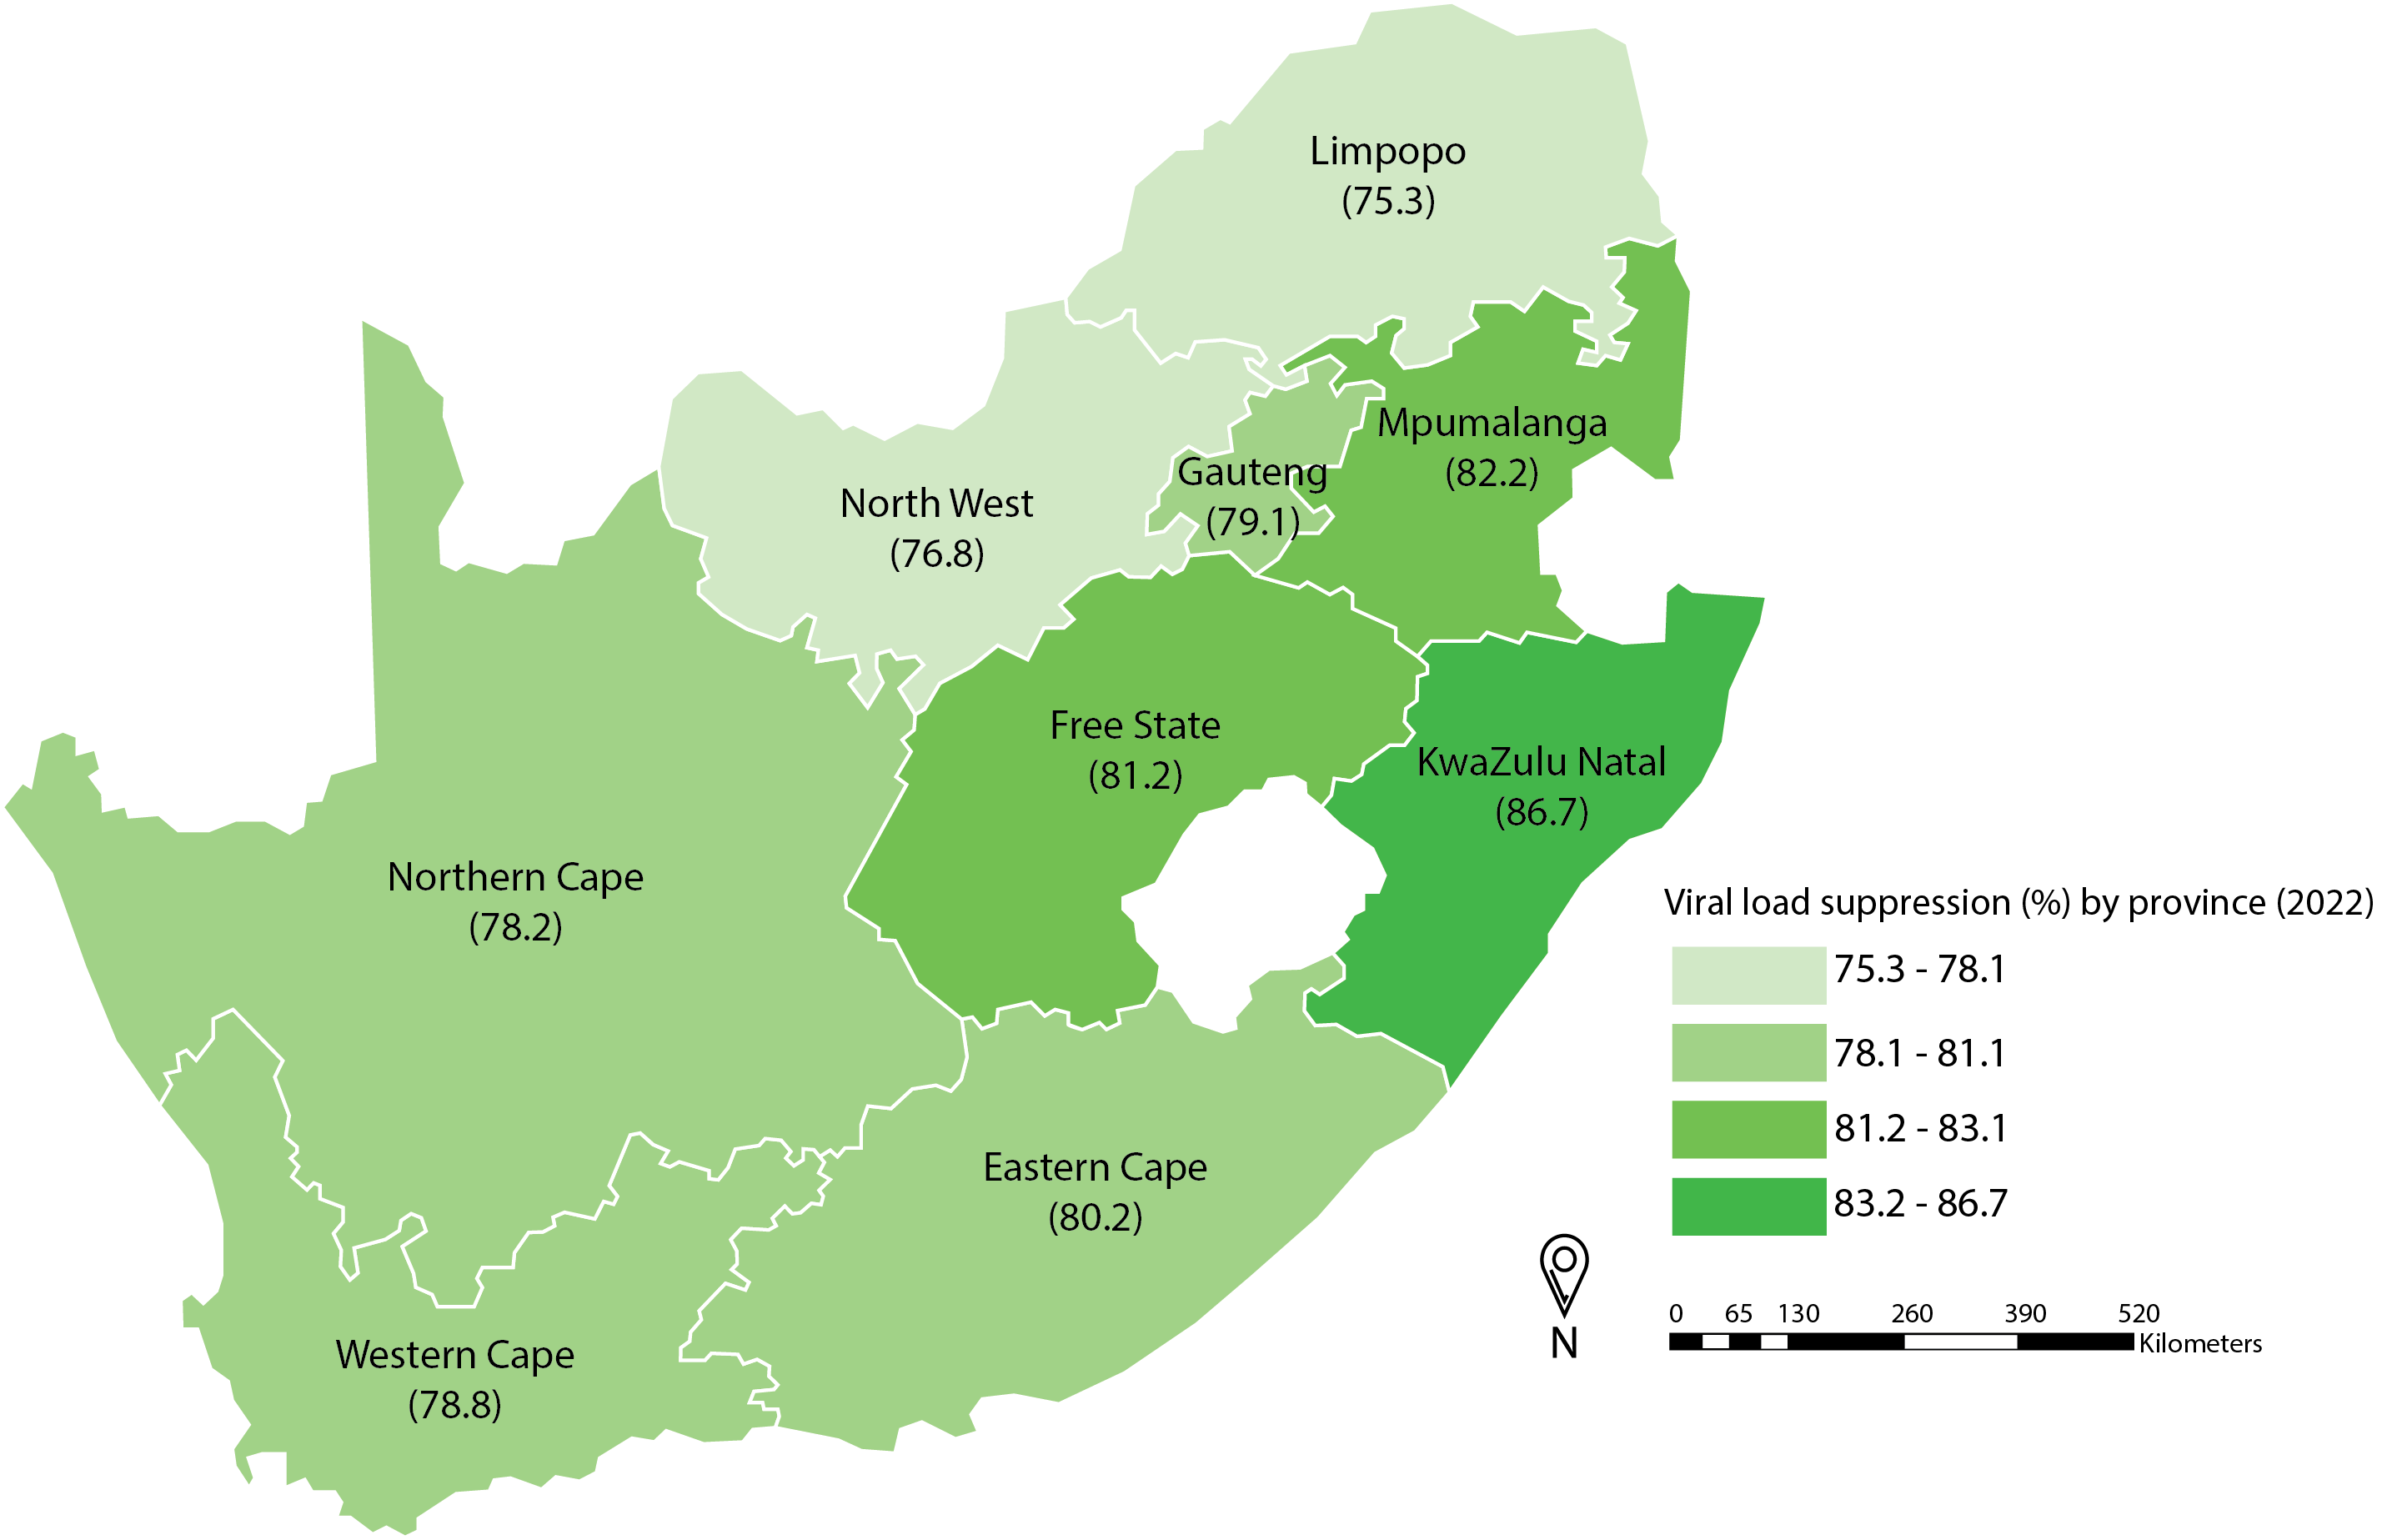 Limpopo
(75.3)
Mpumalanga
(82.2)
Gauteng
(79.1)
North West
(76.8)
Free State
(81.2)
KwaZulu Natal
(86.7)
Northern Cape
(78.2)
Eastern Cape
(80.2)
Western Cape
(78.8)
Viral load suppression (%) by province (2022)
75.3 - 78.1
78.1 - 81.1
81.2 - 83.1
83.2 - 86.7
N
0 65 130 260 390 520
Kilometers